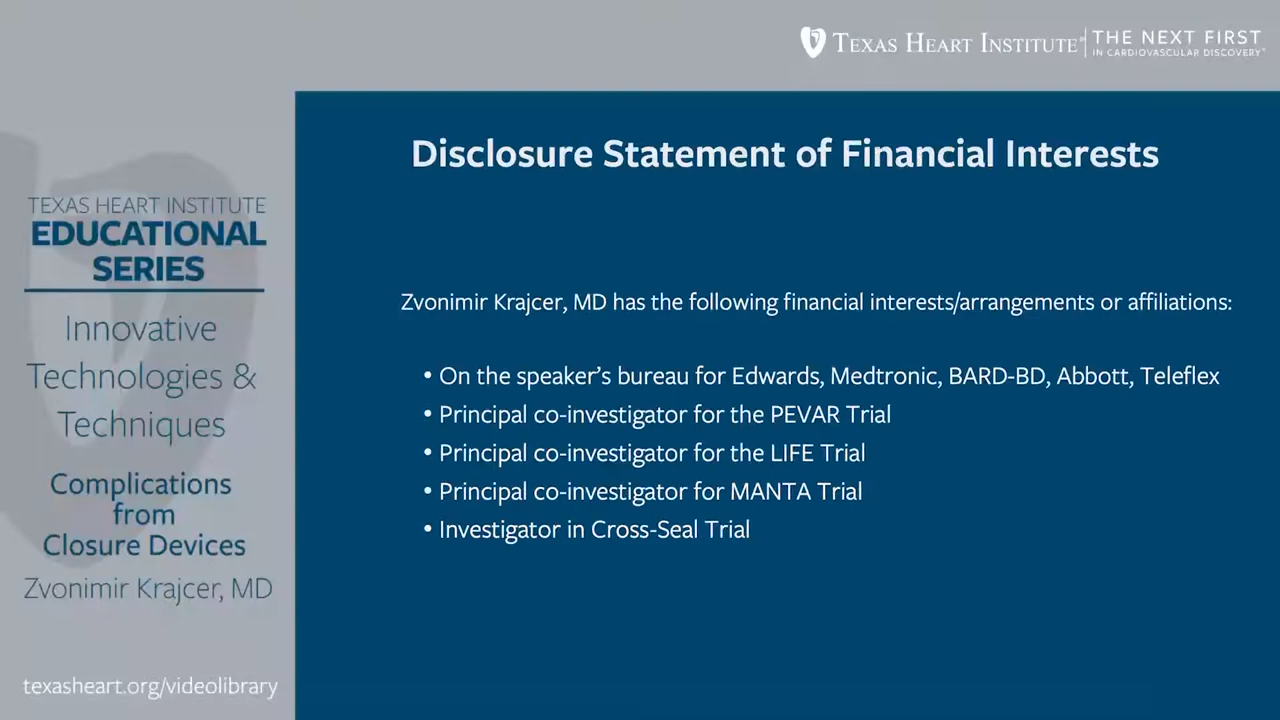 TEXAS HEART INSTITUTE® THE NEXT FIRST
IN CARDIOVASCULAR DISCOVERY
TEXAS HEART INSTITUTE
EDUCATIONAL
SERIES
Innovative
Technologies &
Techniques
Complications
from
Closure Devices
Zvonimir Krajcer, MD
texasheart.org/videolibrary
Disclosure Statement of Financial Interests
Zvonimir Krajcer, MD has the following financial interests/arrangements or affiliations:
• On the speaker’s bureau for Edwards, Medtronic, BARD-BD, Abbott, Teleflex
• Principal co-investigator for the PEVAR Trial
• Principal co-investigator for the LIFE Trial
• Principal co-investigator for MANTA Trial
• Investigator in Cross-Seal Trial